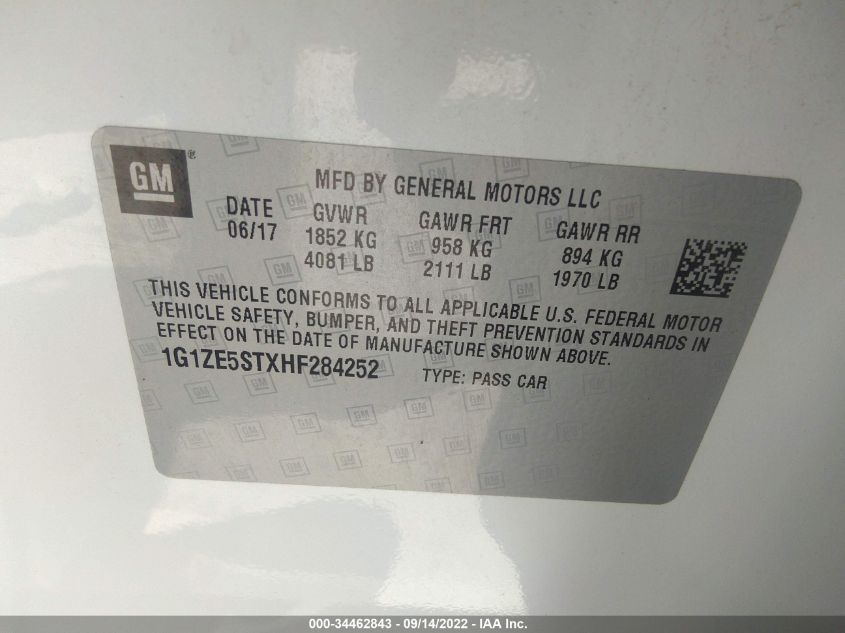 GM®
MFD BY GENERAL MOTORS LLC
DATE GVWR GAWR FRT GAWR RR
06/17 1852 KG 958 KG 894 KG
4081 LB 2111 LB 1970 LB
THIS VEHICLE CONFORMS TO ALL APPLICABLE U.S. FEDERAL MOTOR
VEHICLE SAFETY, BUMPER, AND THEFT PREVENTION STANDARDS IN
EFFECT ON THE DATE OF MANUFACTURE SHOWN ABOVE.
1G1ZE5STXHF284252 TYPE: PASS CAR
000-34462843 - 09/14/2022 - IAA Inc.